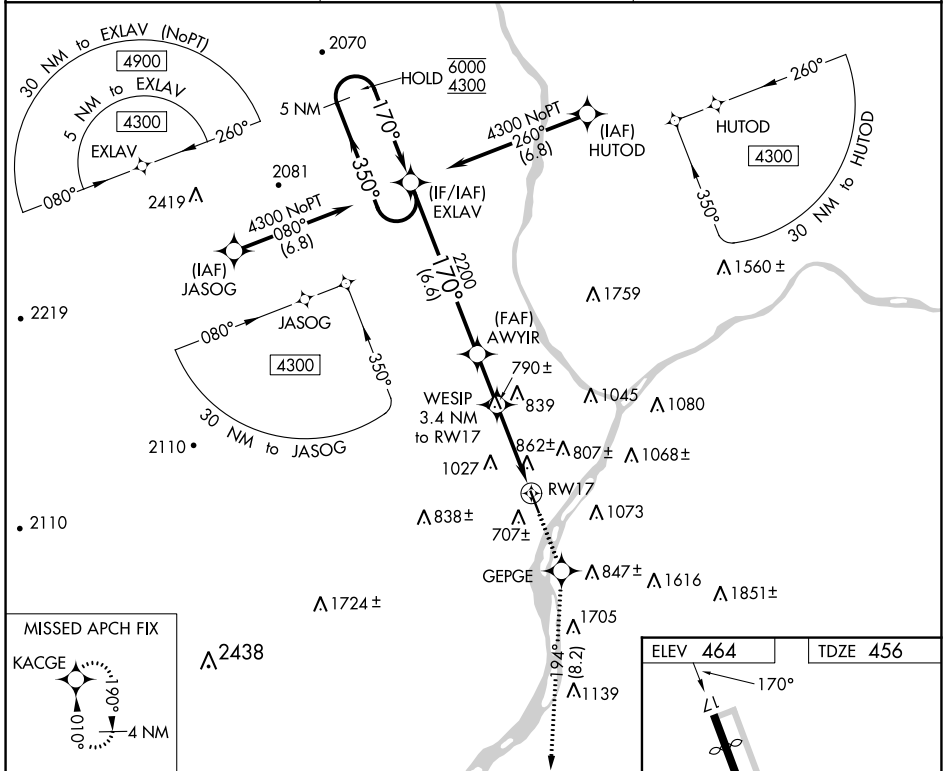 30 NM to EXLAV (NoPT)
4900
5 NM to EXLAV
4300
EXLAV
260°
080°
2070
HOLD 6000
4300
5 NM
170°
350°
4300 NoPT
260°
(6.8)
(IAF)
HUTOD
260°
HUTOD
4300
350°
30 NM to HUTOD
2081
2419
(IF/IAF)
EXLAV
4300 NoPT
080°
(6.8)
(IAF)
JASOG
2200
170°
(6.6)
1560 ±
1759
2219
080°
JASOG
4300
350°
30 NM to JASOG
(FAF)
AWYIR
790 ±
WESIP
3.4 NM
to RW17
839
1045
1080
2110
862 ±
807 ±
1068 ±
1027
RW17
2110
838 ±
707 ±
1073
GEPGE
847 ±
1616
1851 ±
1724 ±
1705
194°
(8.2)
1139
MISSED APCH FIX
KACGE
190°
010°
4 NM
2438
ELEV 464
TDZE 456
170°
17